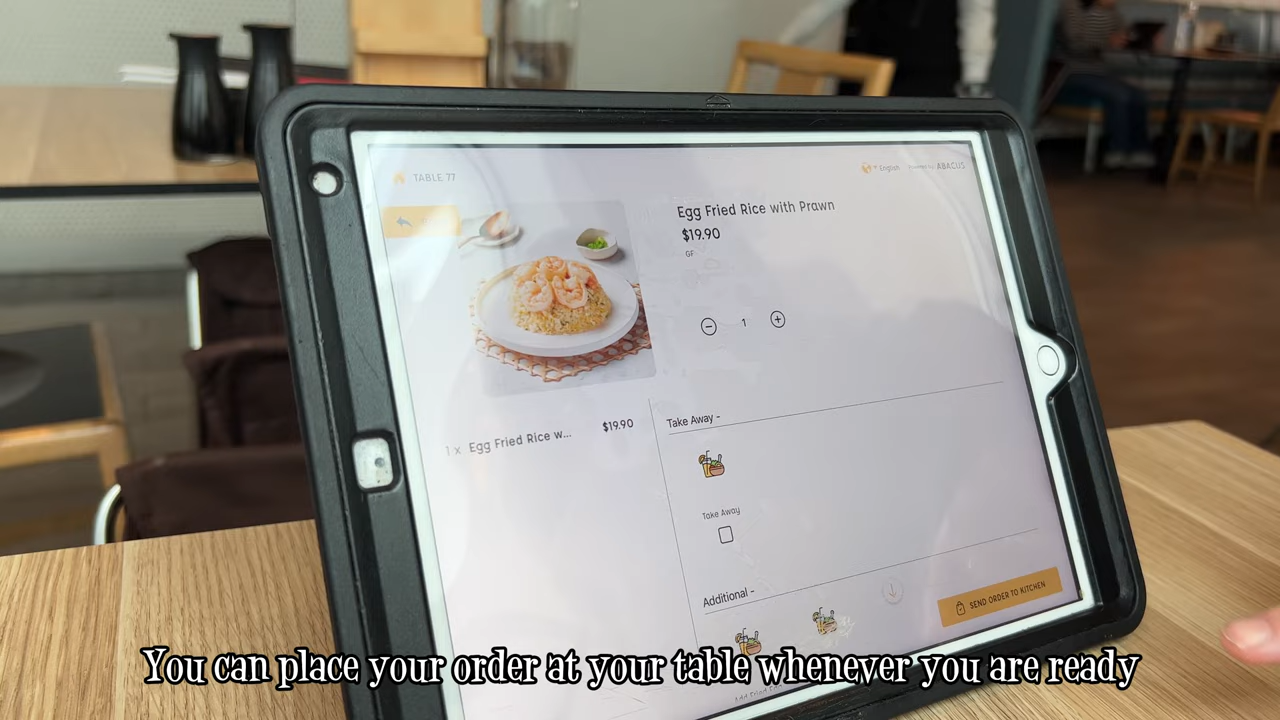 TABLE 77
English
Powered by ABACUS
Egg Fried Rice with Prawn
$19.90
GF
1
1 x Egg Fried Rice w... $19.90
Take Away -
Take Away
Additional -
SEND ORDER TO KITCHEN
You can place your order at your table whenever you are ready